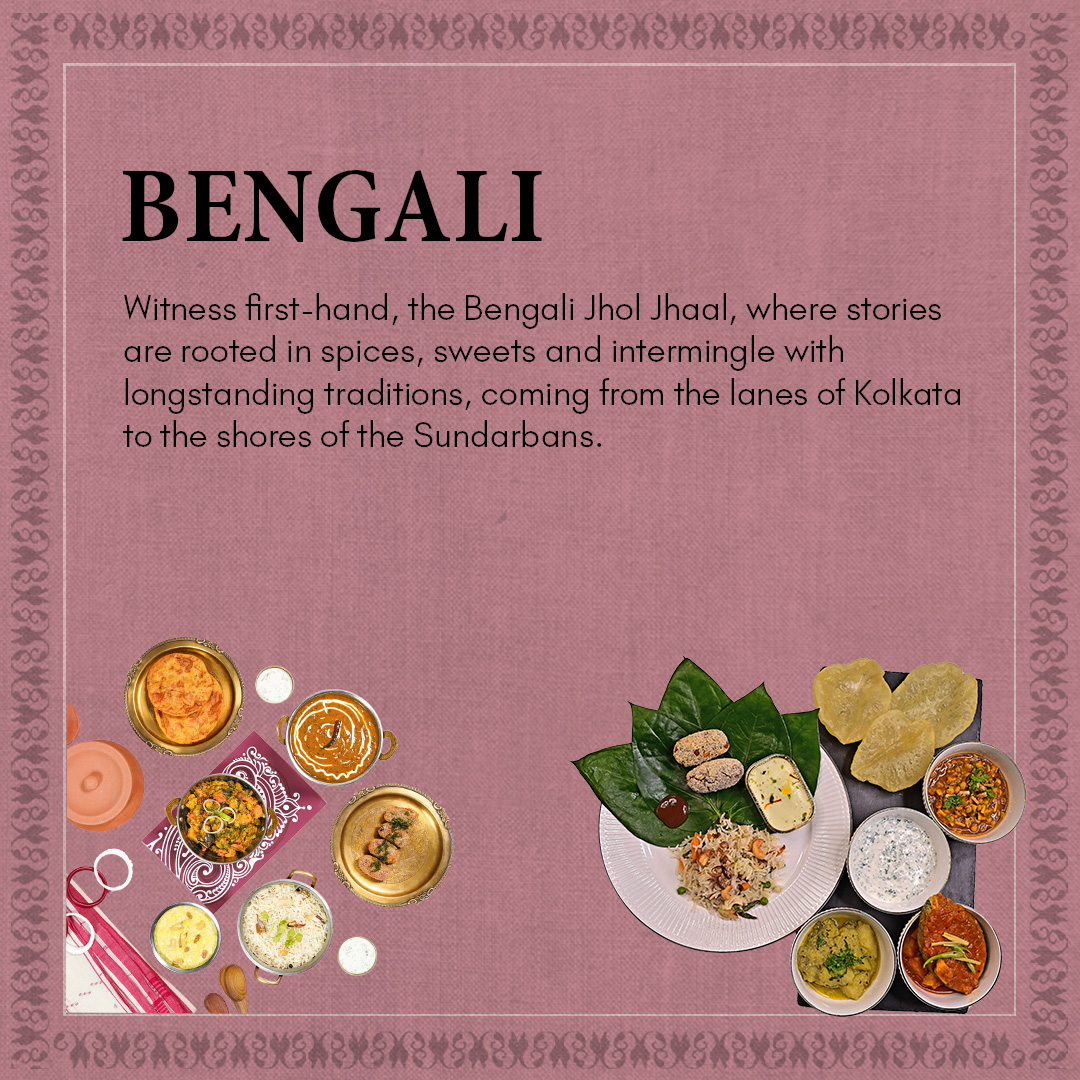 BENGALI
Witness first-hand, the Bengali Jhol Jhaal, where stories
are rooted in spices, sweets and intermingle with
longstanding traditions, coming from the lanes of Kolkata
to the shores of the Sundarbans.